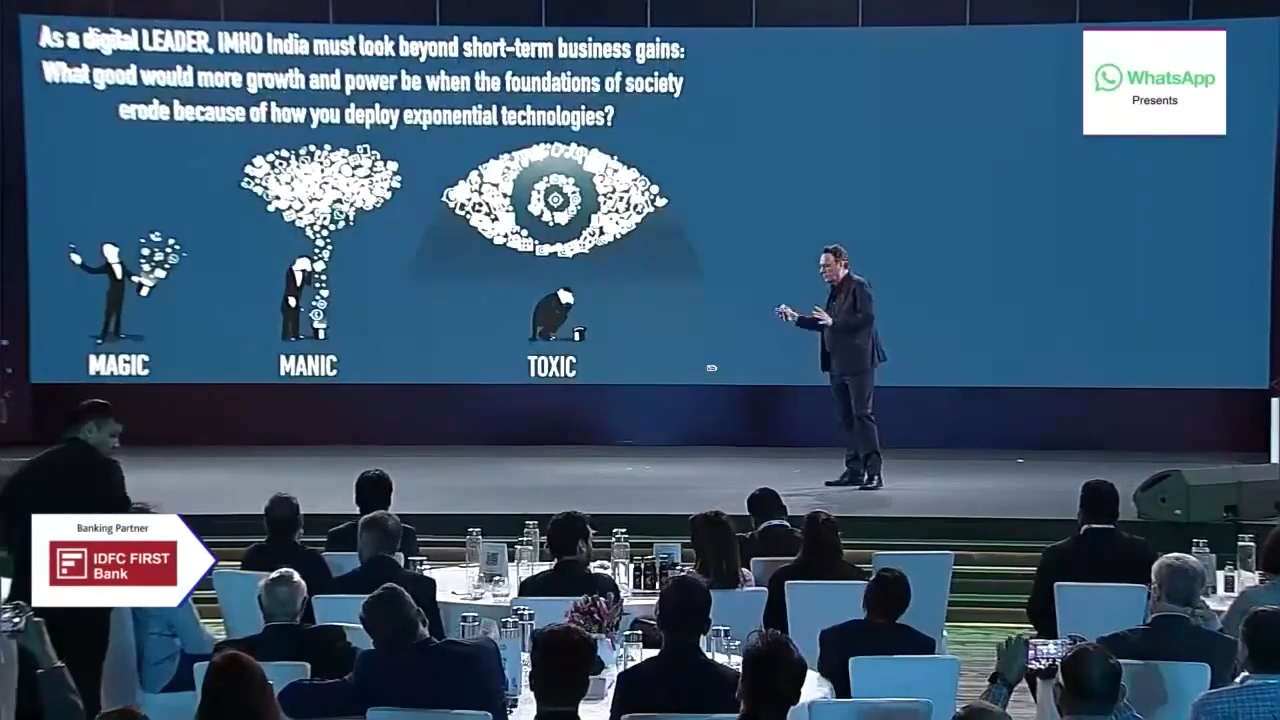 As a digital LEADER, IMHO India must look beyond short-term business gains:
What good would more growth and power be when the foundations of society
erode because of how you deploy exponential technologies?
WhatsApp
Presents
MAGIC
MANIC
TOXIC
Banking Partner
IDFC FIRST
Bank